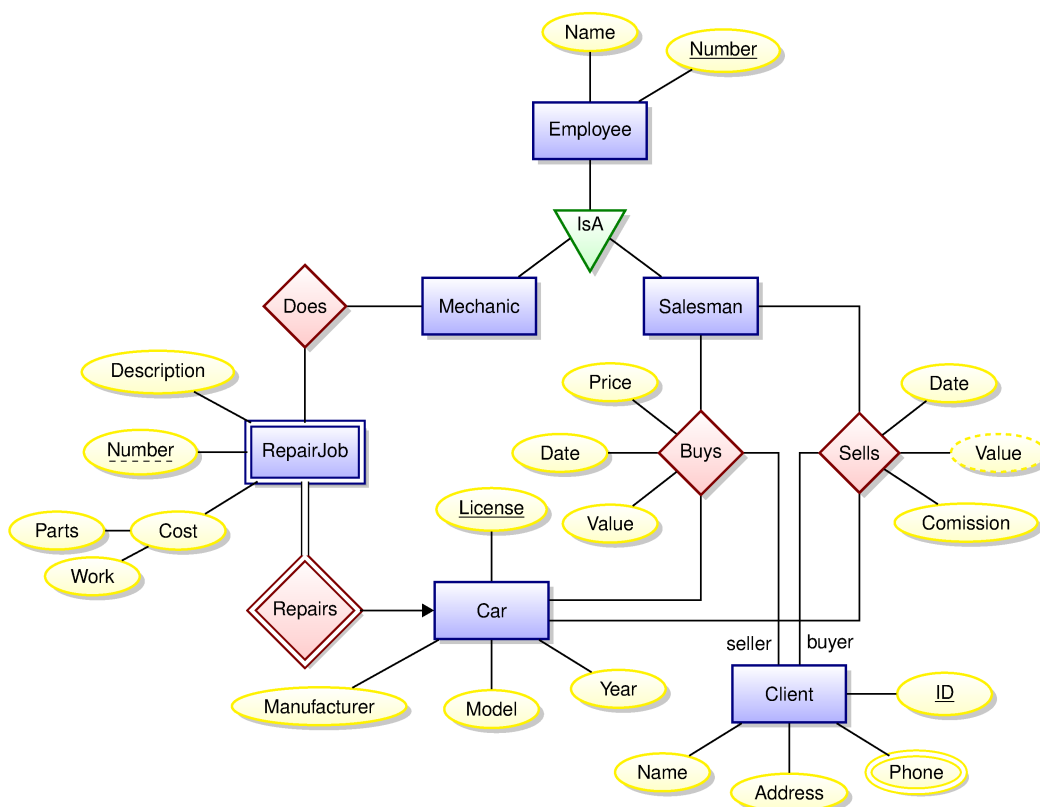 Name
Number
Employee
IsA
Does
Mechanic
Salesman
Description
Price
Date
Number
RepairJob
Date
Buys
Sells
Value
License
Value
Comission
Parts
Cost
Work
Repairs
Car
seller
buyer
Manufacturer
Model
Year
Client
ID
Name
Address
Phone